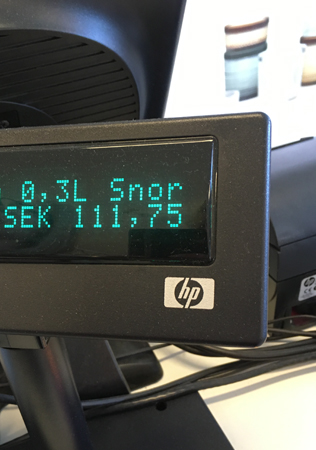 0,3L Snor
SEK 111,75
hp